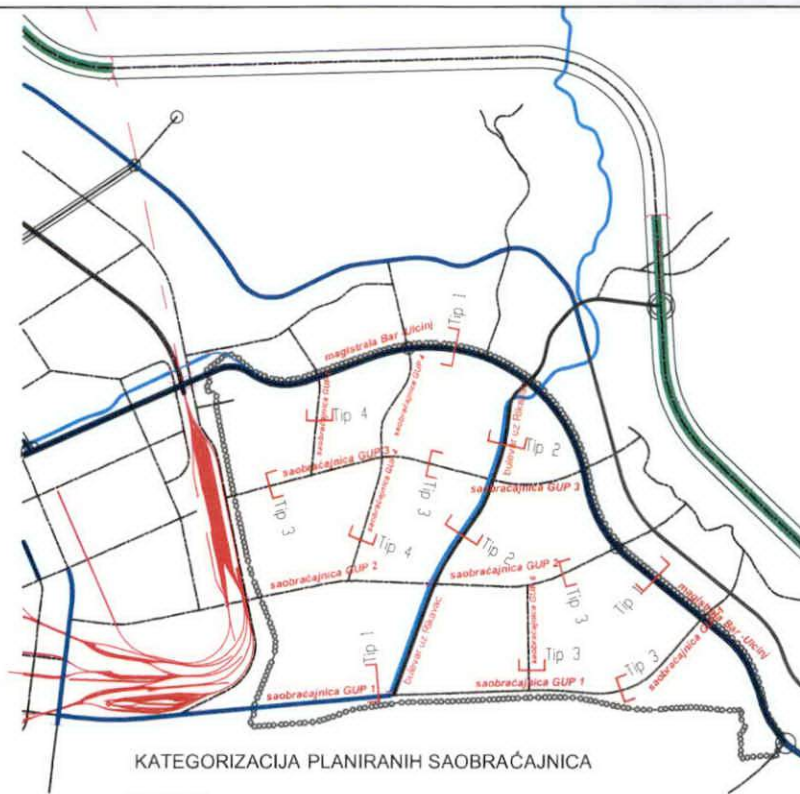 Tip 1
magistrala Bar -Ulcinj
saobraćajnica GUP 4
Tip 4
bulevar uz Rikavac
Tip 2
saobraćajnica GUP 3
saobraćajnica GUP 3
Tip 3
Tip 3
Tip 4
Tip 2
saobraćajnica GUP 2
saobraćajnica GUP 2
Tip 3
Tip 1
magistrala Bar -Ulcinj
bulevar uz Rikavac
Tip 1
Tip 3
Tip 3
saobraćajnica GUP 1
saobraćajnica GUP 1
KATEGORIZACIJA PLANIRANIH SAOBRAĆAJNICA